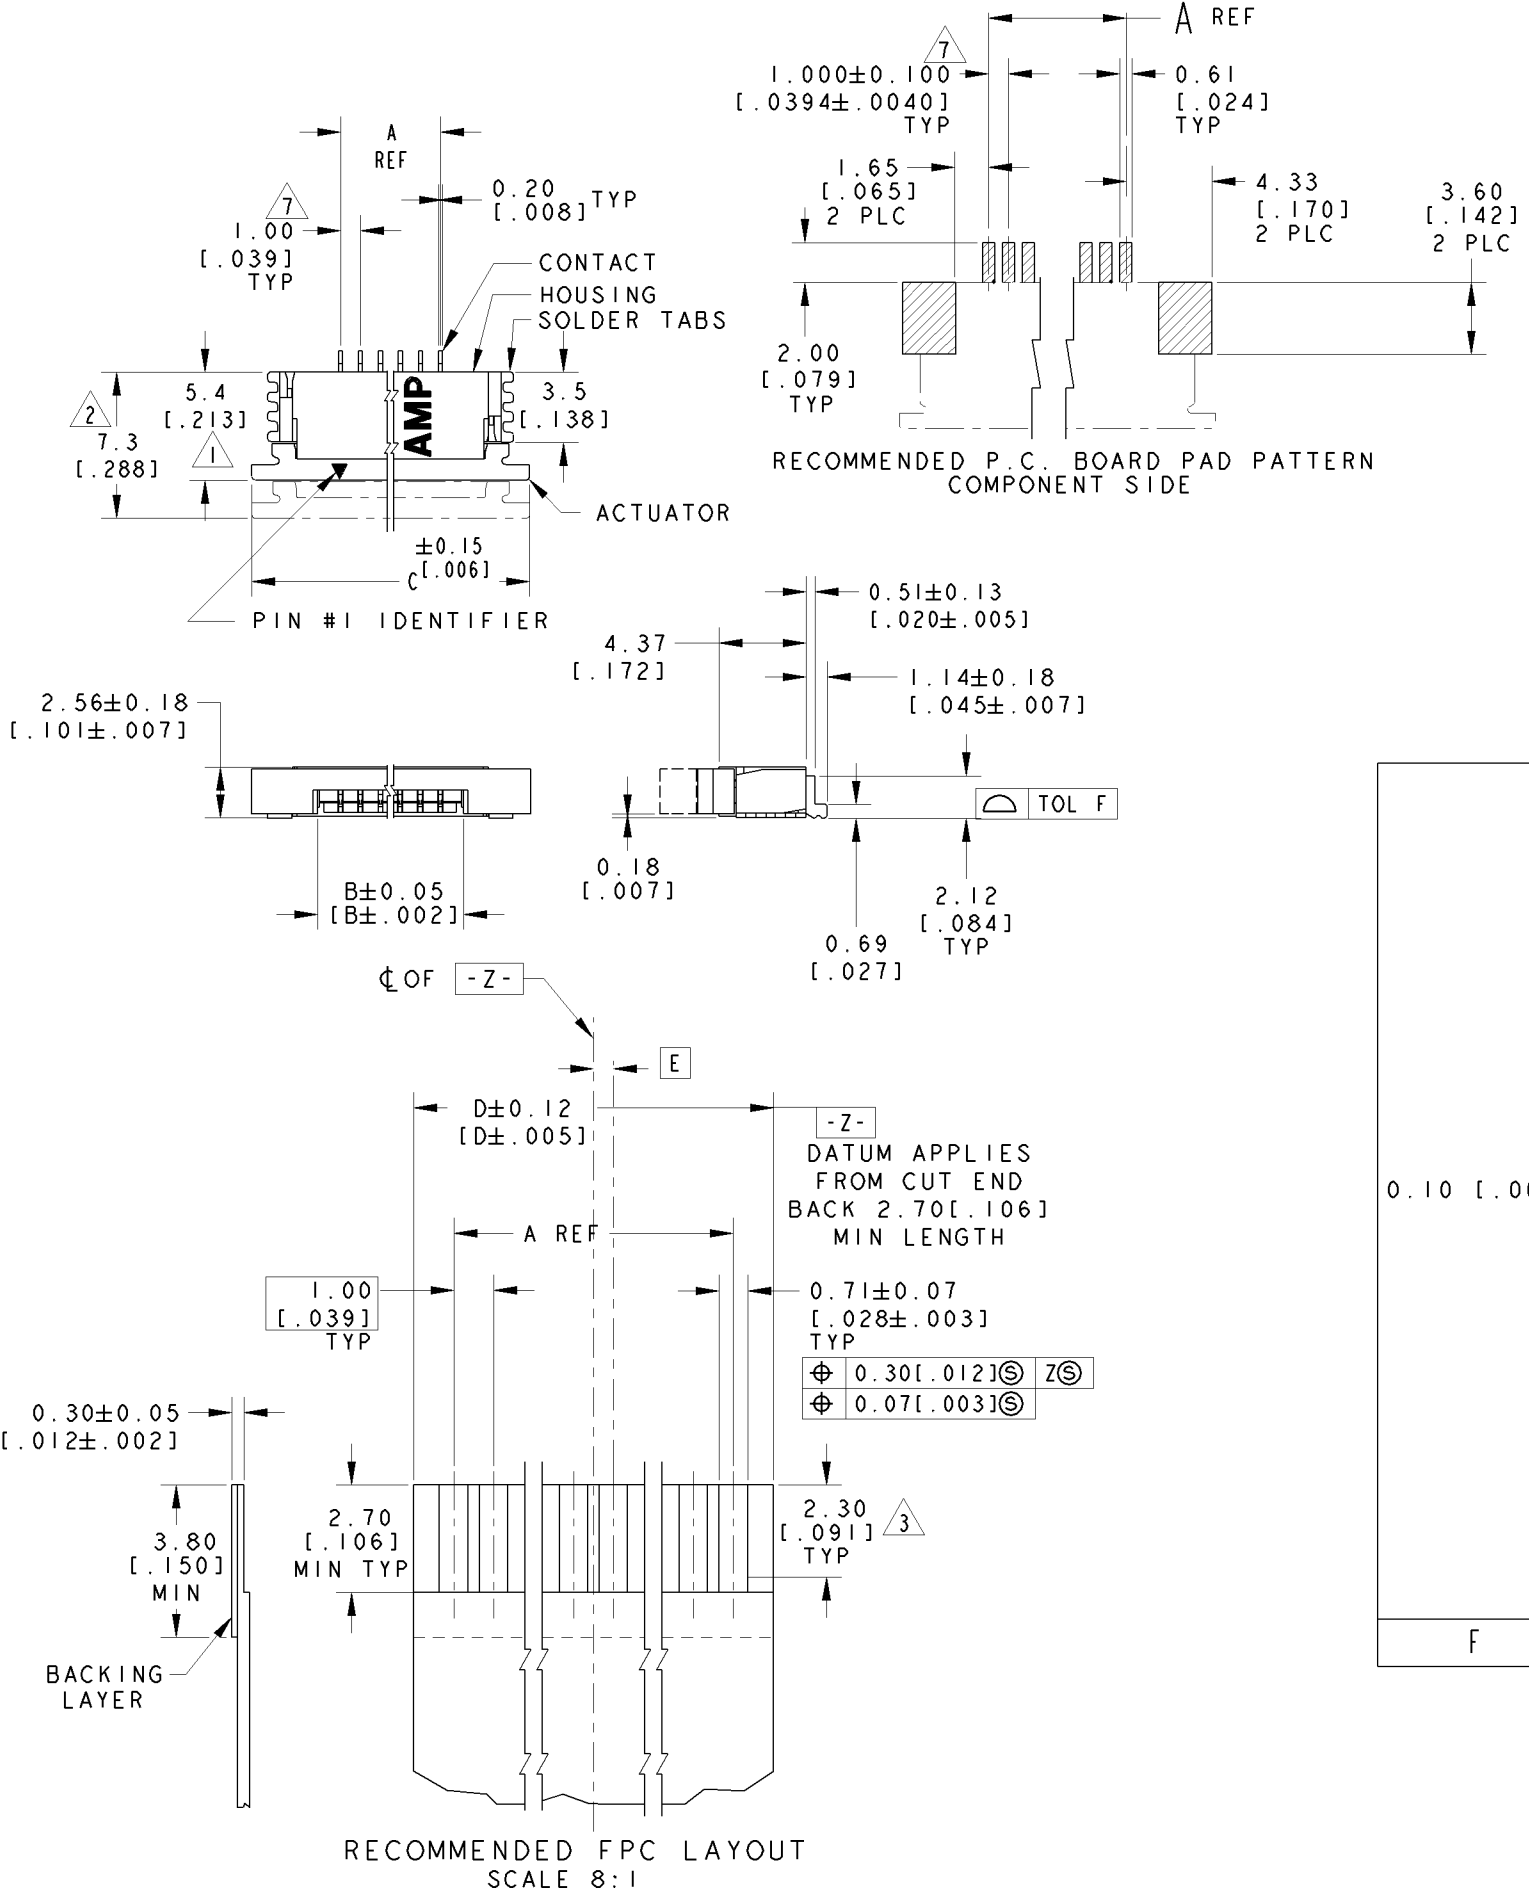 A REF
7
1.000±0.100
[.0394±.0040]
TYP
0.61
[.024]
TYP
1.65
[.065]
2 PLC
4.33
[.170]
2 PLC
3.60
[.142]
2 PLC
2.00
[.079]
TYP
RECOMMENDED P.C. BOARD PAD PATTERN
COMPONENT SIDE
A
REF
7
1.00
[.039]
TYP
0.20
[.008] TYP
CONTACT
HOUSING
SOLDER TABS
5.4
[.213]
1
2
7.3
[.288]
AMP
3.5
[.138]
ACTUATOR
C ±0.15
[.006]
PIN #1 IDENTIFIER
0.51±0.13
[.020±.005]
4.37
[.172]
1.14±0.18
[.045±.007]
2.56±0.18
[.101±.007]
TOL F
0.18
[.007]
B±0.05
[B±.002]
2.12
[.084]
TYP
0.69
[.027]
℄ OF -Z-
E
D±0.12
[D±.005]
-Z-
DATUM APPLIES
FROM CUT END
BACK 2.70[.106]
MIN LENGTH
A REF
1.00
[.039]
TYP
0.71±0.07
[.028±.003]
TYP
⌖ 0.30[.012]Ⓢ ZⓈ
⌖ 0.07[.003]Ⓢ
0.10 [.00
0.30±0.05
[.012±.002]
3.80
[.150]
MIN
2.70
[.106]
MIN TYP
2.30
[.091]
TYP
3
F
BACKING
LAYER
RECOMMENDED FPC LAYOUT
SCALE 8:1